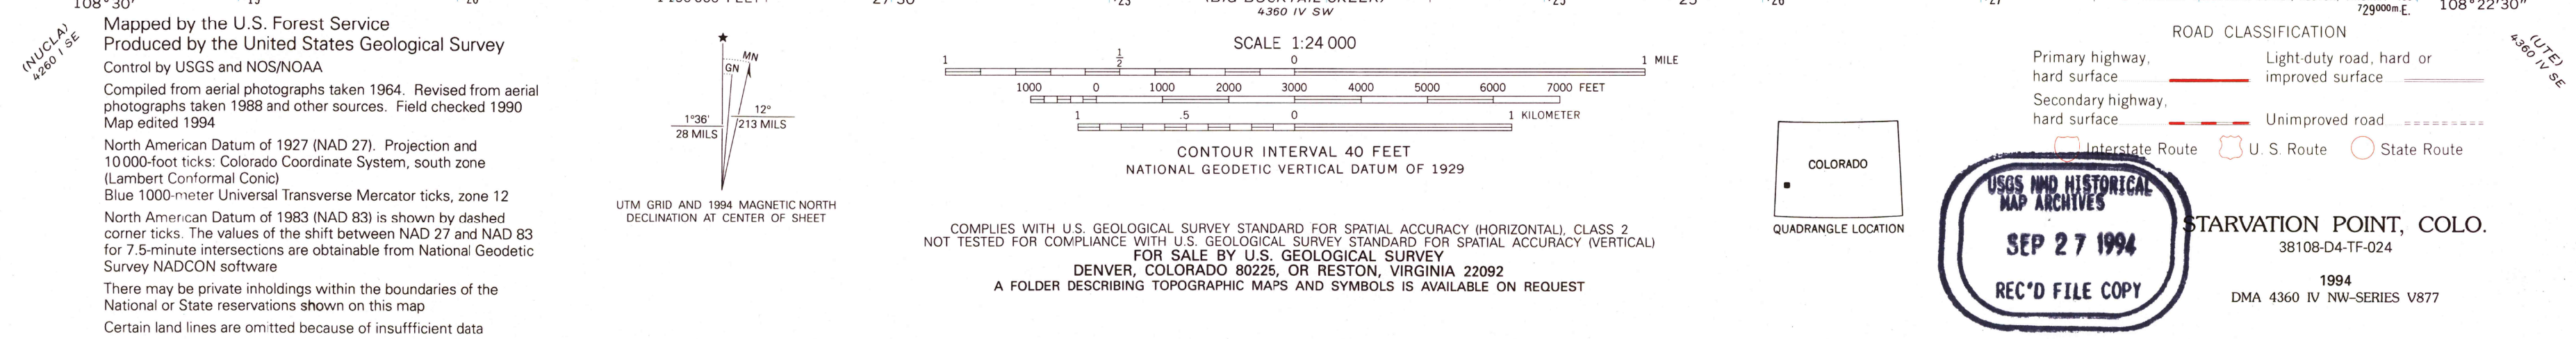 108°30'
27'30"
4360 IV SW
25'
729000m.E.
108°22'30"
(NUCLA)
4260 I SE
Mapped by the U.S. Forest Service
Produced by the United States Geological Survey
Control by USGS and NOS/NOAA
Compiled from aerial photographs taken 1964. Revised from aerial
photographs taken 1988 and other sources. Field checked 1990
Map edited 1994
North American Datum of 1927 (NAD 27). Projection and
10 000-foot ticks: Colorado Coordinate System, south zone
(Lambert Conformal Conic)
Blue 1000-meter Universal Transverse Mercator ticks, zone 12
North American Datum of 1983 (NAD 83) is shown by dashed
corner ticks. The values of the shift between NAD 27 and NAD 83
for 7.5-minute intersections are obtainable from National Geodetic
Survey NADCON software
There may be private inholdings within the boundaries of the
National or State reservations shown on this map
Certain land lines are omitted because of insuffficient data
MN
GN
1°36'
28 MILS
12°
213 MILS
UTM GRID AND 1994 MAGNETIC NORTH
DECLINATION AT CENTER OF SHEET
SCALE 1:24 000
1 ½ 0 1 MILE
1000 0 1000 2000 3000 4000 5000 6000 7000 FEET
1 .5 0 1 KILOMETER
CONTOUR INTERVAL 40 FEET
NATIONAL GEODETIC VERTICAL DATUM OF 1929
COMPLIES WITH U.S. GEOLOGICAL SURVEY STANDARD FOR SPATIAL ACCURACY (HORIZONTAL), CLASS 2
NOT TESTED FOR COMPLIANCE WITH U.S. GEOLOGICAL SURVEY STANDARD FOR SPATIAL ACCURACY (VERTICAL)
FOR SALE BY U.S. GEOLOGICAL SURVEY
DENVER, COLORADO 80225, OR RESTON, VIRGINIA 22092
A FOLDER DESCRIBING TOPOGRAPHIC MAPS AND SYMBOLS IS AVAILABLE ON REQUEST
COLORADO
QUADRANGLE LOCATION
ROAD CLASSIFICATION
Primary highway,
hard surface
Light-duty road, hard or
improved surface
Secondary highway,
hard surface
Unimproved road
Interstate Route
U. S. Route
State Route
(UTE)
4360 IV SE
USGS NMD HISTORICAL
MAP ARCHIVES
SEP 27 1994
REC'D FILE COPY
STARVATION POINT, COLO.
38108-D4-TF-024
1994
DMA 4360 IV NW–SERIES V877